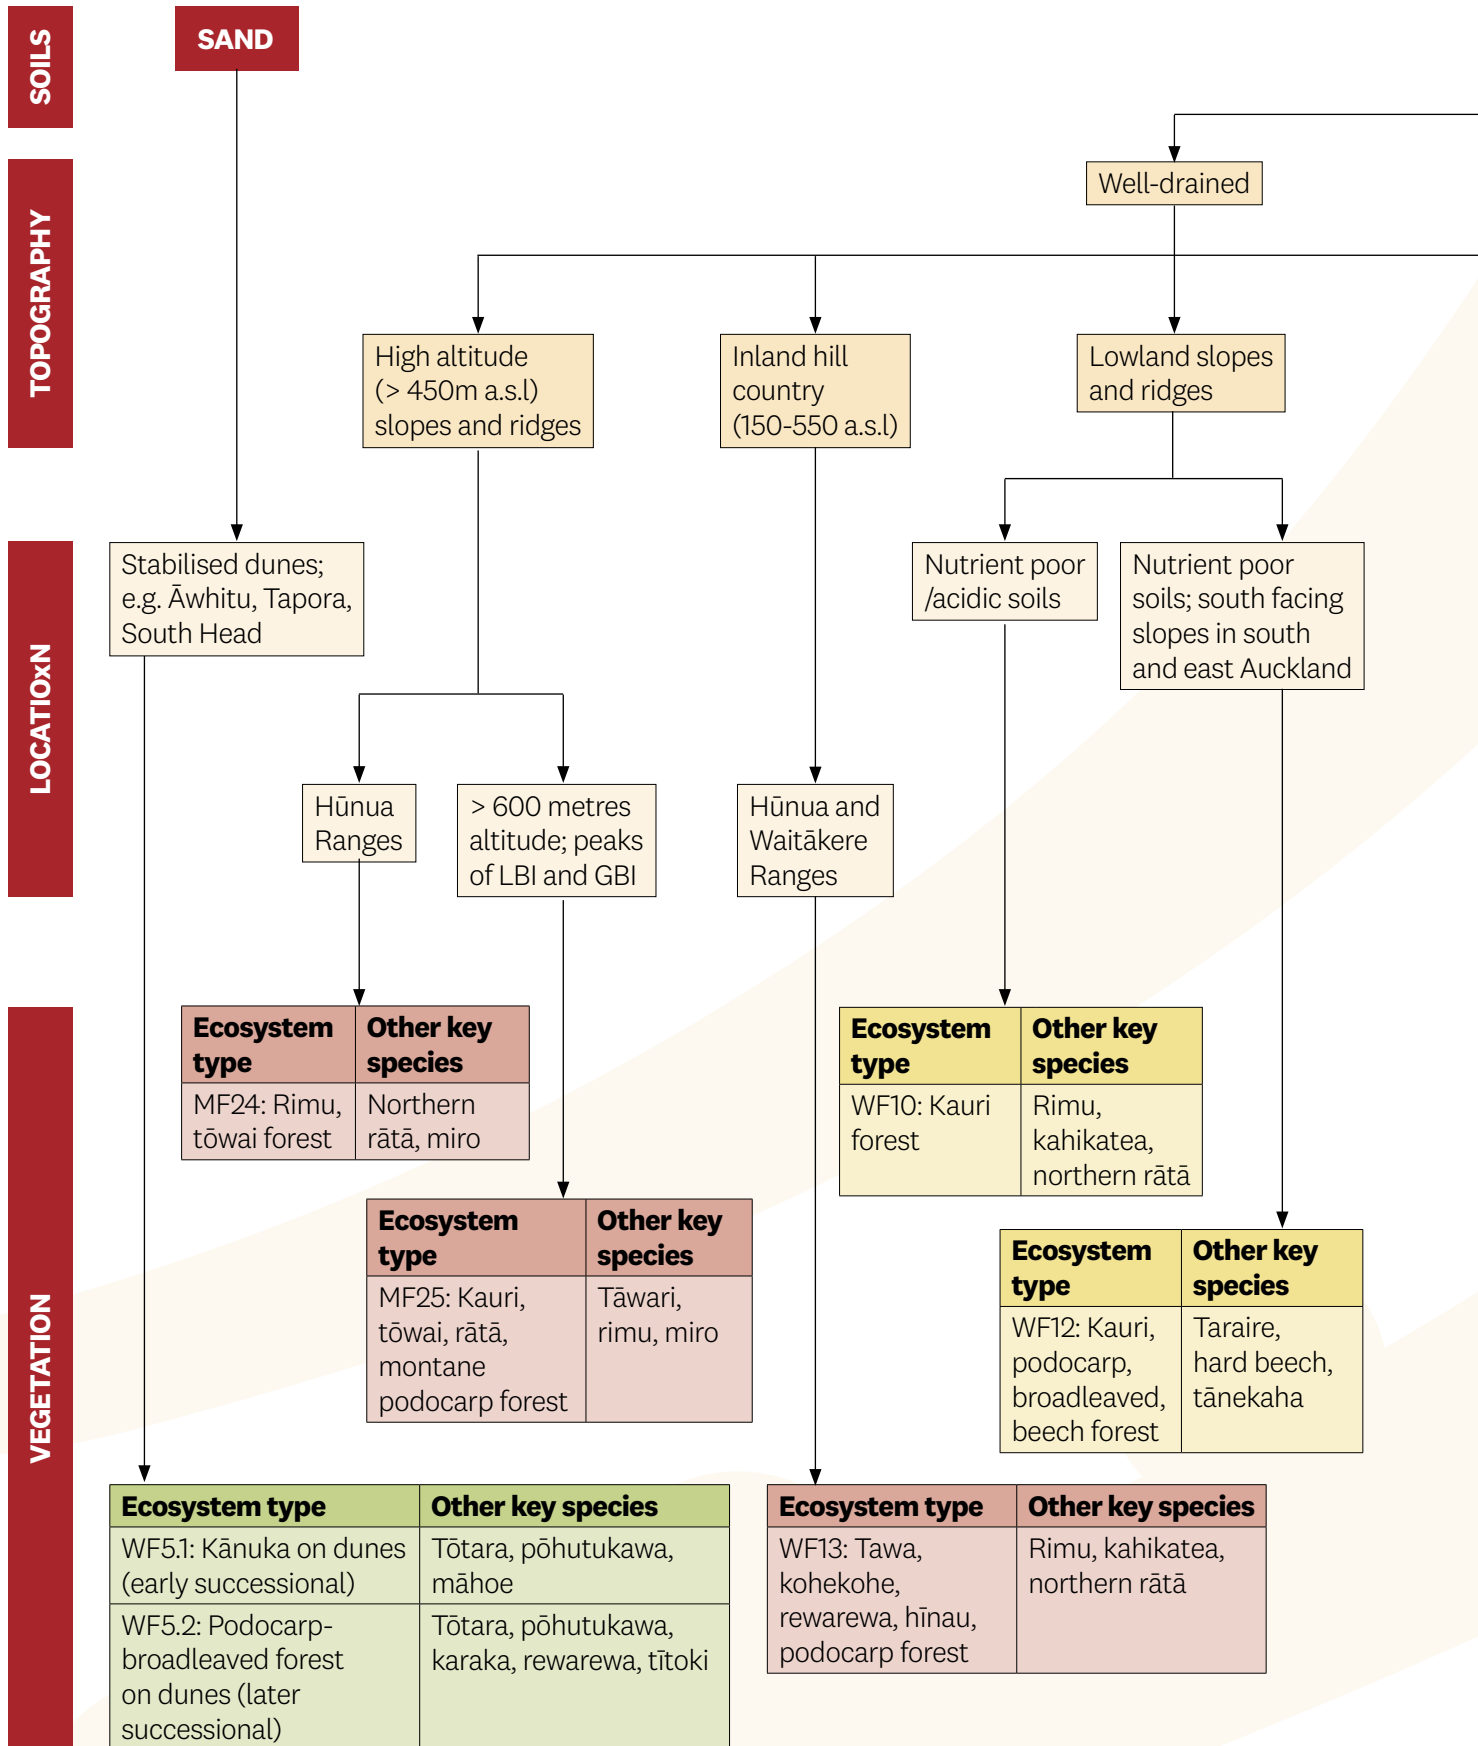 SOILS
SAND
TOPOGRAPHY
Well-drained
High altitude
(> 450m a.s.l)
slopes and ridges
Inland hill
country
(150-550 a.s.l)
Lowland slopes
and ridges
LOCATIOxN
Stabilised dunes;
e.g. Āwhitu, Tapora,
South Head
Nutrient poor
/acidic soils
Nutrient poor
soils; south facing
slopes in south
and east Auckland
Hūnua
Ranges
> 600 metres
altitude; peaks
of LBI and GBI
Hūnua and
Waitākere
Ranges
VEGETATION
Ecosystem
type
Other key
species
MF24: Rimu,
tōwai forest
Northern
rātā, miro
Ecosystem
type
Other key
species
WF10: Kauri
forest
Rimu,
kahikatea,
northern rātā
Ecosystem
type
Other key
species
MF25: Kauri,
tōwai, rātā,
montane
podocarp forest
Tāwari,
rimu, miro
Ecosystem
type
Other key
species
WF12: Kauri,
podocarp,
broadleaved,
beech forest
Taraire,
hard beech,
tānekaha
Ecosystem type
Other key species
WF5.1: Kānuka on dunes
(early successional)
Tōtara, pōhutukawa,
māhoe
WF5.2: Podocarp-
broadleaved forest
on dunes (later
successional)
Tōtara, pōhutukawa,
karaka, rewarewa, tītoki
Ecosystem type
Other key species
WF13: Tawa,
kohekohe,
rewarewa, hīnau,
podocarp forest
Rimu, kahikatea,
northern rātā